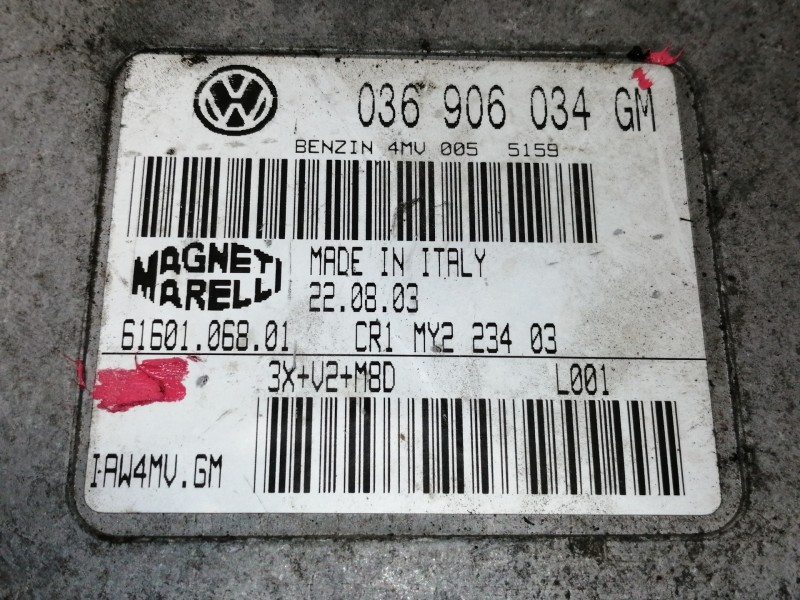 VW
036 906 034 GM
BENZIN 4MV 005 5159
MAGNETI
MARELLI
MADE IN ITALY
22.08.03
61601.068.01 CR1 MY2 234 03
3X+V2+M8D L001
IAW4MV.GM